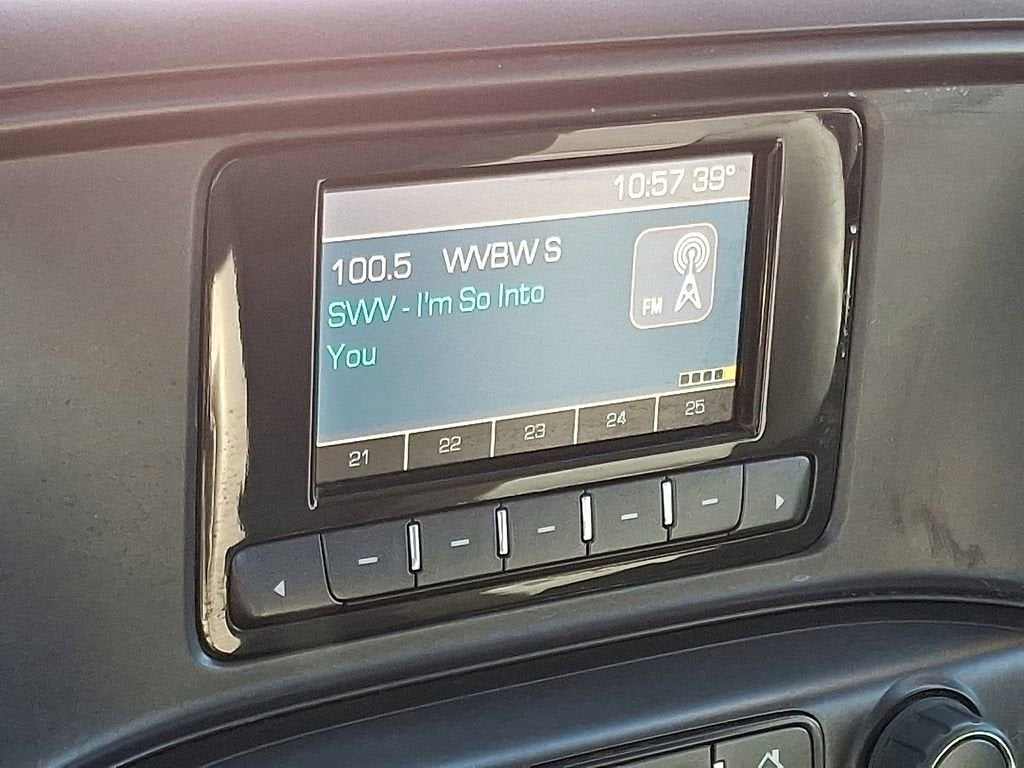 10:57 39°
100.5 WVBW S
SWV - I'm So Into
You
FM
21 22 23 24 25